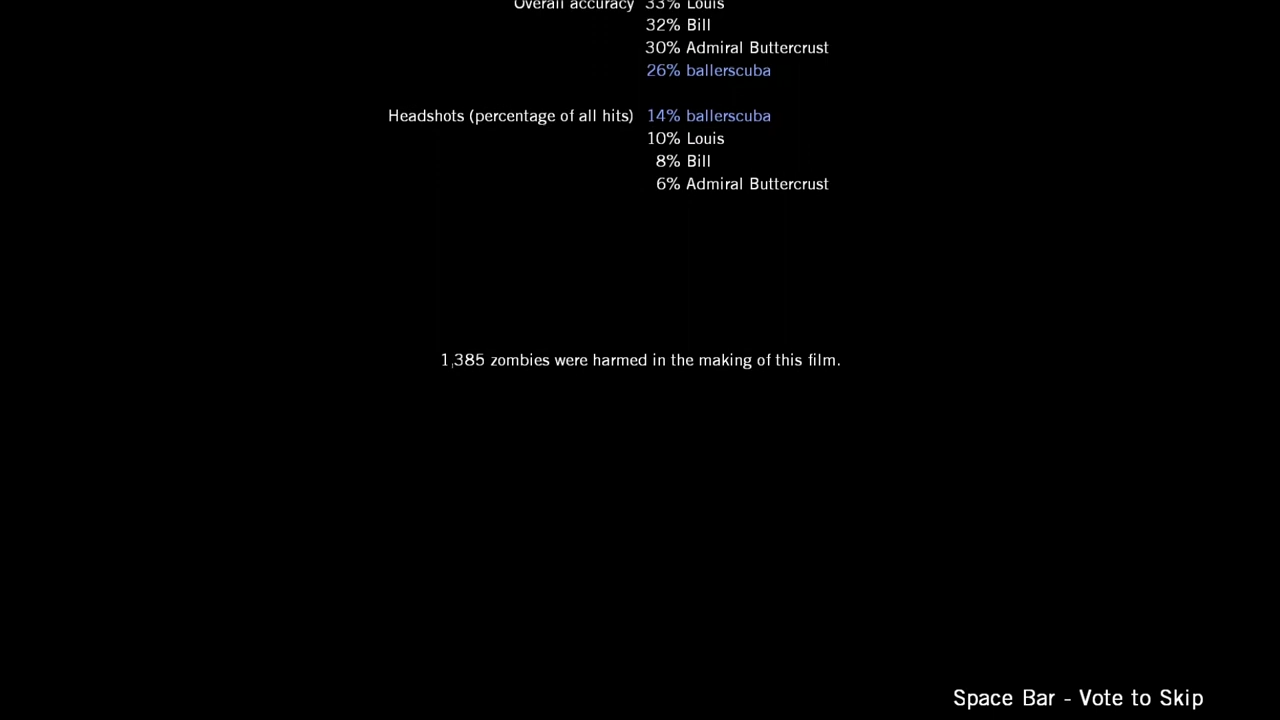 Overall accuracy 33% Louis
32% Bill
30% Admiral Buttercrust
26% ballerscuba
Headshots (percentage of all hits) 14% ballerscuba
10% Louis
8% Bill
6% Admiral Buttercrust
1,385 zombies were harmed in the making of this film.
Space Bar - Vote to Skip